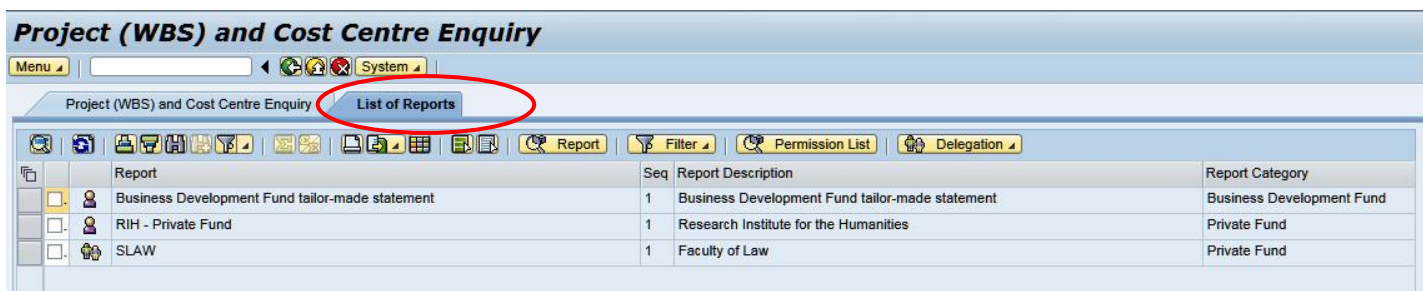 Project (WBS) and Cost Centre Enquiry
Menu System
Project (WBS) and Cost Centre Enquiry List of Reports
Report Filter Permission List Delegation
Report Seq Report Description Report Category
Business Development Fund tailor-made statement 1 Business Development Fund tailor-made statement Business Development Fund
RIH - Private Fund 1 Research Institute for the Humanities Private Fund
SLAW 1 Faculty of Law Private Fund